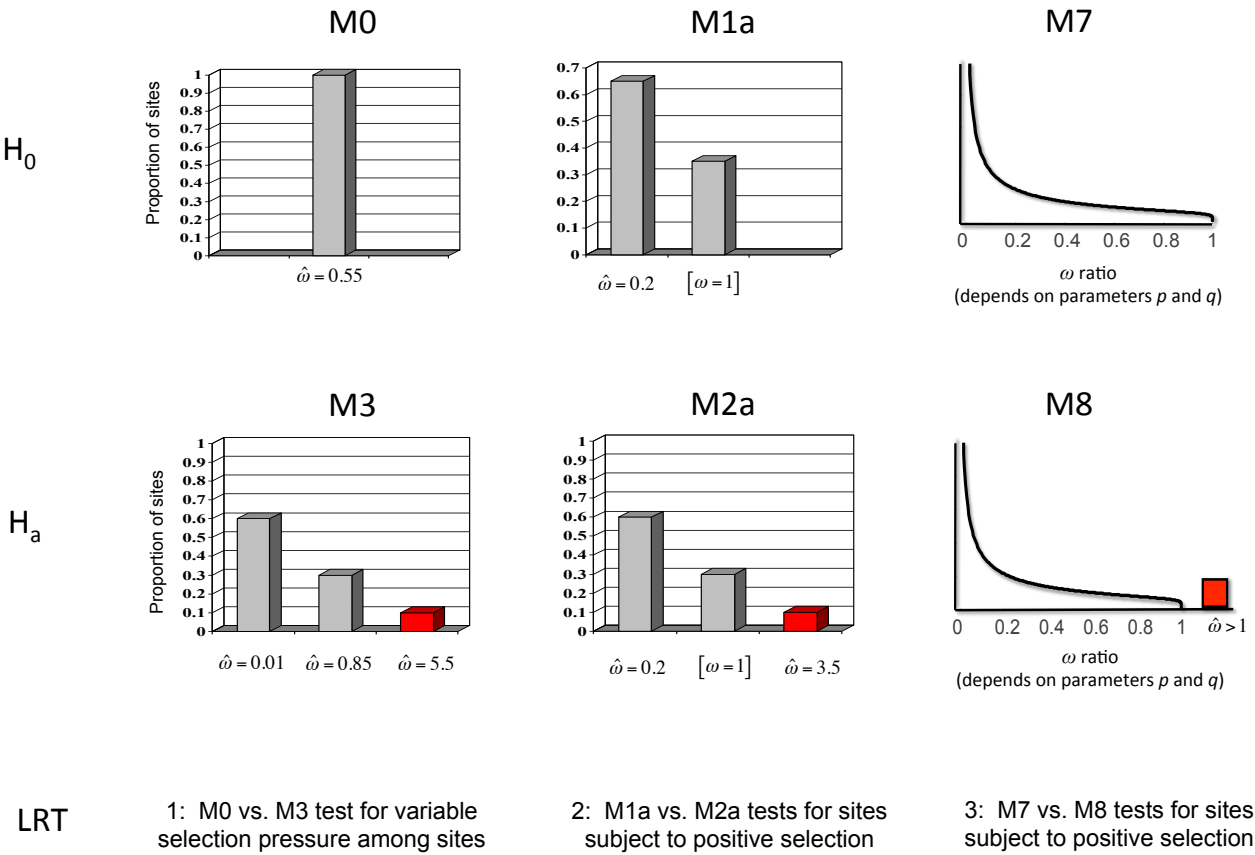 M0
M1a
M7
H₀
Proportion of sites
1
0.9
0.8
0.7
0.6
0.5
0.4
0.3
0.2
0.1
0
ω̂ = 0.55
0.7
0.6
0.5
0.4
0.3
0.2
0.1
0
ω̂ = 0.2 [ω = 1]
0 0.2 0.4 0.6 0.8 1
ω ratio
(depends on parameters p and q)
M3
M2a
M8
Hₐ
Proportion of sites
1
0.9
0.8
0.7
0.6
0.5
0.4
0.3
0.2
0.1
0
ω̂ = 0.01 ω̂ = 0.85 ω̂ = 5.5
1
0.9
0.8
0.7
0.6
0.5
0.4
0.3
0.2
0.1
0
ω̂ = 0.2 [ω = 1] ω̂ = 3.5
0 0.2 0.4 0.6 0.8 1 ω̂ > 1
ω ratio
(depends on parameters p and q)
LRT
1: M0 vs. M3 test for variable
selection pressure among sites
2: M1a vs. M2a tests for sites
subject to positive selection
3: M7 vs. M8 tests for sites
subject to positive selection